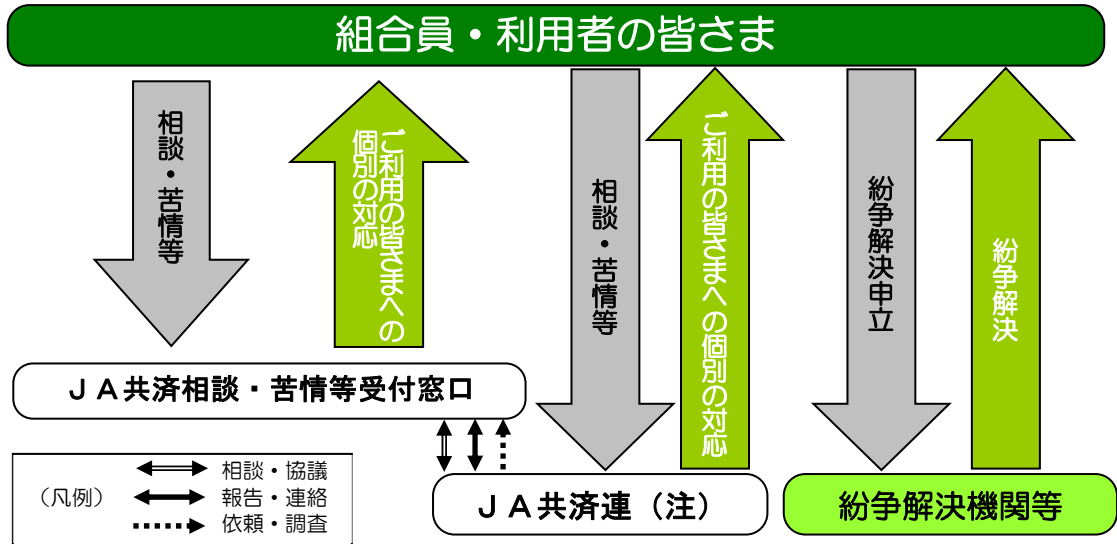 組合員・利用者の皆さま
相談・苦情等
ご利用の皆さまへの
個別の対応
相談・苦情等
ご利用の皆さまへの個別の対応
紛争解決申立
紛争解決
ＪＡ共済相談・苦情等受付窓口
（凡例）
相談・協議
報告・連絡
依頼・調査
ＪＡ共済連（注）
紛争解決機関等